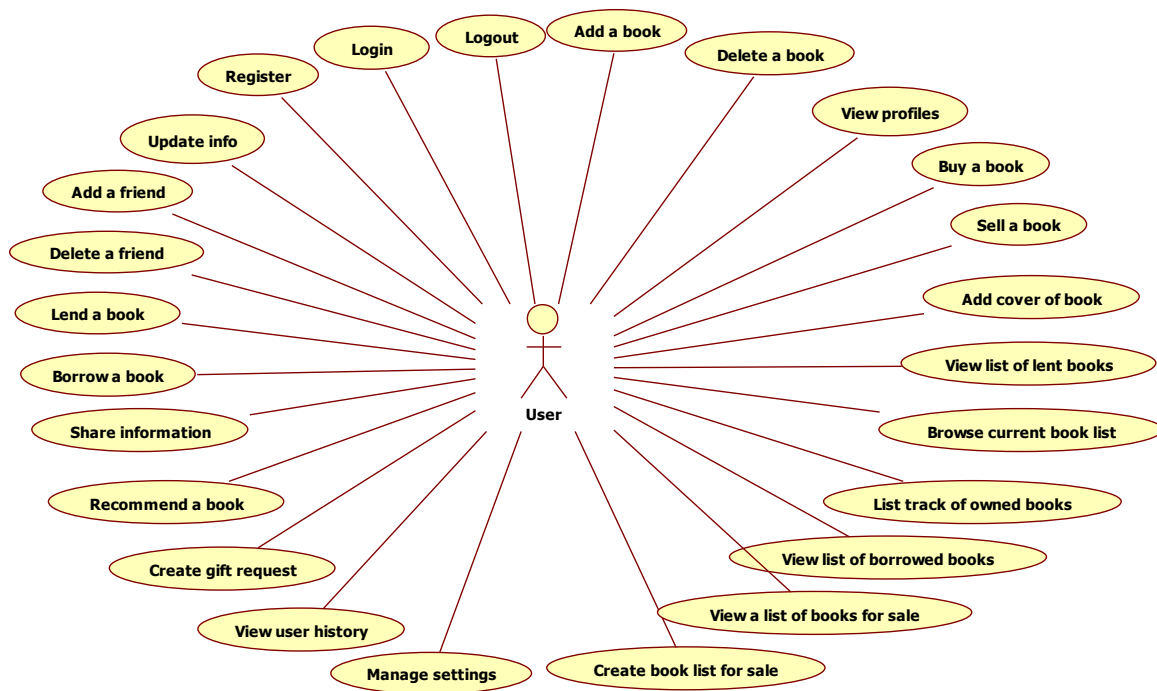 Add a book
Logout
Login
Delete a book
Register
View profiles
Update info
Buy a book
Add a friend
Sell a book
Delete a friend
Add cover of book
Lend a book
View list of lent books
Borrow a book
User
Share information
Browse current book list
Recommend a book
List track of owned books
View list of borrowed books
Create gift request
View a list of books for sale
View user history
Create book list for sale
Manage settings